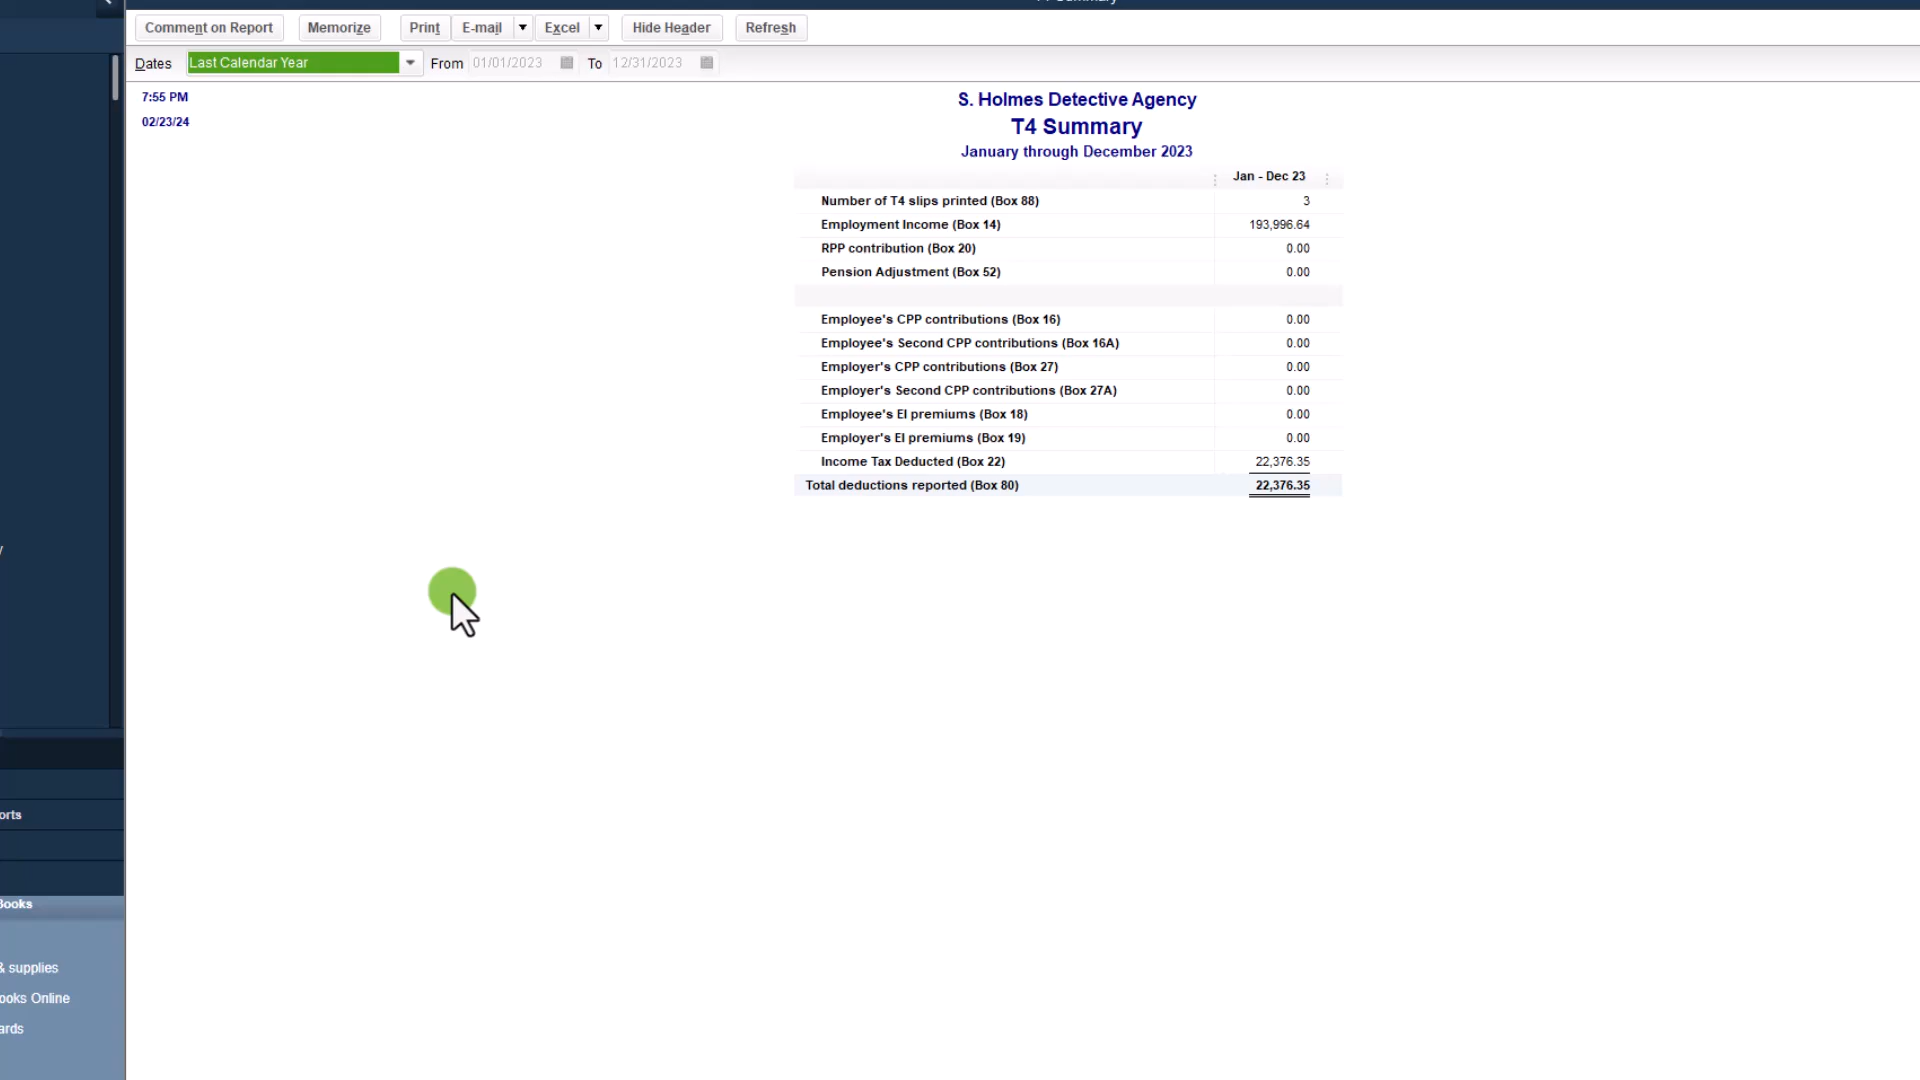 Comment on Report Memorize Print E-mail Excel Hide Header Refresh
Dates Last Calendar Year From 01/01/2023 To 12/31/2023
7:55 PM
02/23/24
S. Holmes Detective Agency
T4 Summary
January through December 2023
Jan - Dec 23
Number of T4 slips printed (Box 88) 3
Employment Income (Box 14) 193,996.64
RPP contribution (Box 20) 0.00
Pension Adjustment (Box 52) 0.00
Employee's CPP contributions (Box 16) 0.00
Employee's Second CPP contributions (Box 16A) 0.00
Employer's CPP contributions (Box 27) 0.00
Employer's Second CPP contributions (Box 27A) 0.00
Employee's EI premiums (Box 18) 0.00
Employer's EI premiums (Box 19) 0.00
Income Tax Deducted (Box 22) 22,376.35
Total deductions reported (Box 80) 22,376.35
orts
Books
& supplies
ooks Online
ards